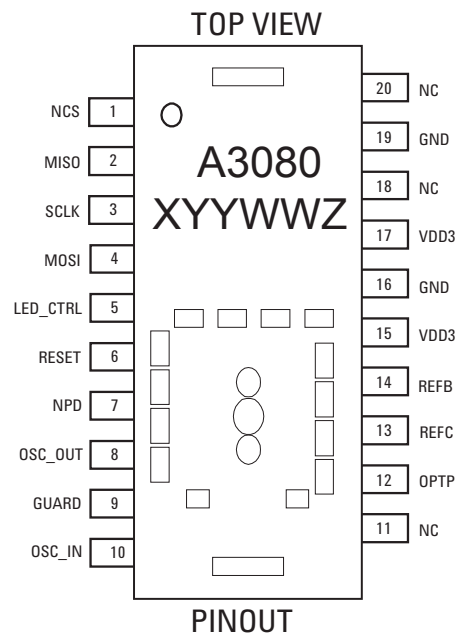 TOP VIEW
NCS 1
MISO 2
SCLK 3
MOSI 4
LED_CTRL 5
RESET 6
NPD 7
OSC_OUT 8
GUARD 9
OSC_IN 10
A3080
XYYWWZ
20 NC
19 GND
18 NC
17 VDD3
16 GND
15 VDD3
14 REFB
13 REFC
12 OPTP
11 NC
PINOUT